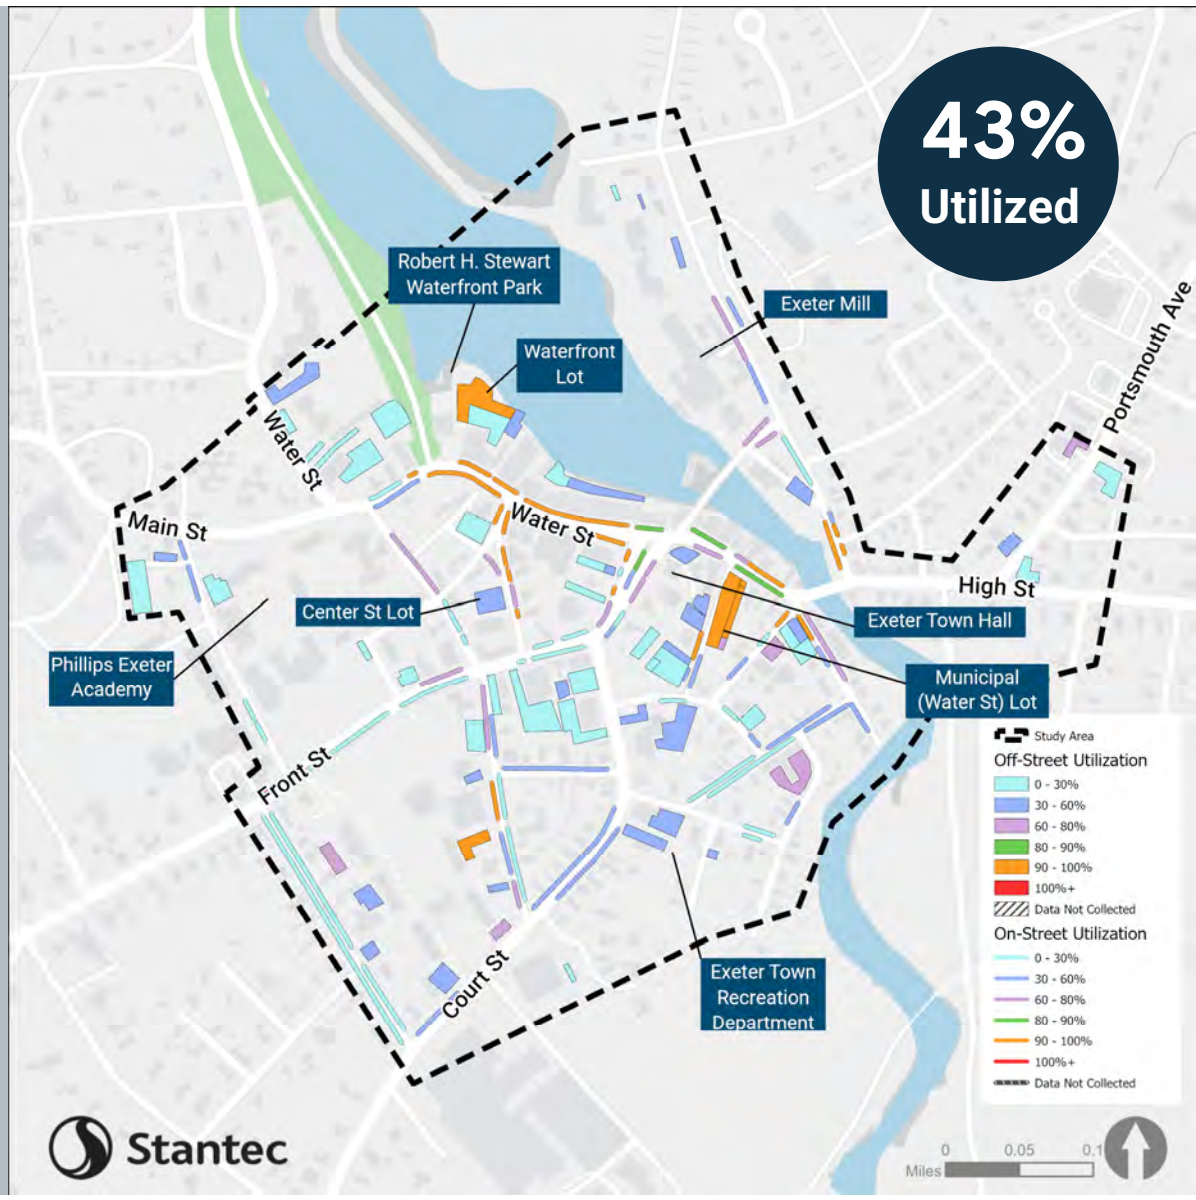 43%
Utilized
Robert H. Stewart
Waterfront Park
Exeter Mill
Waterfront
Lot
Portsmouth Ave
Water St
Main St
Water St
High St
Center St Lot
Exeter Town Hall
Phillips Exeter
Academy
Municipal
(Water St) Lot
Front St
Court St
Exeter Town
Recreation
Department
Study Area
Off-Street Utilization
0 - 30%
30 - 60%
60 - 80%
80 - 90%
90 - 100%
100%+
Data Not Collected
On-Street Utilization
0 - 30%
30 - 60%
60 - 80%
80 - 90%
90 - 100%
100%+
Data Not Collected
Stantec
0 0.05 0.1
Miles